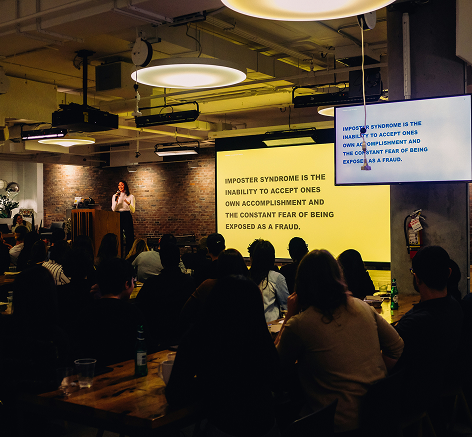 IMPOSTER SYNDROME IS THE
INABILITY TO ACCEPT ONES
OWN ACCOMPLISHMENT AND
THE CONSTANT FEAR OF BEING
EXPOSED AS A FRAUD.
IMPOSTER SYNDROME IS THE
INABILITY TO ACCEPT ONES
OWN ACCOMPLISHMENT
AND THE CONSTANT FEAR OF BEING
EXPOSED AS A FRAUD.